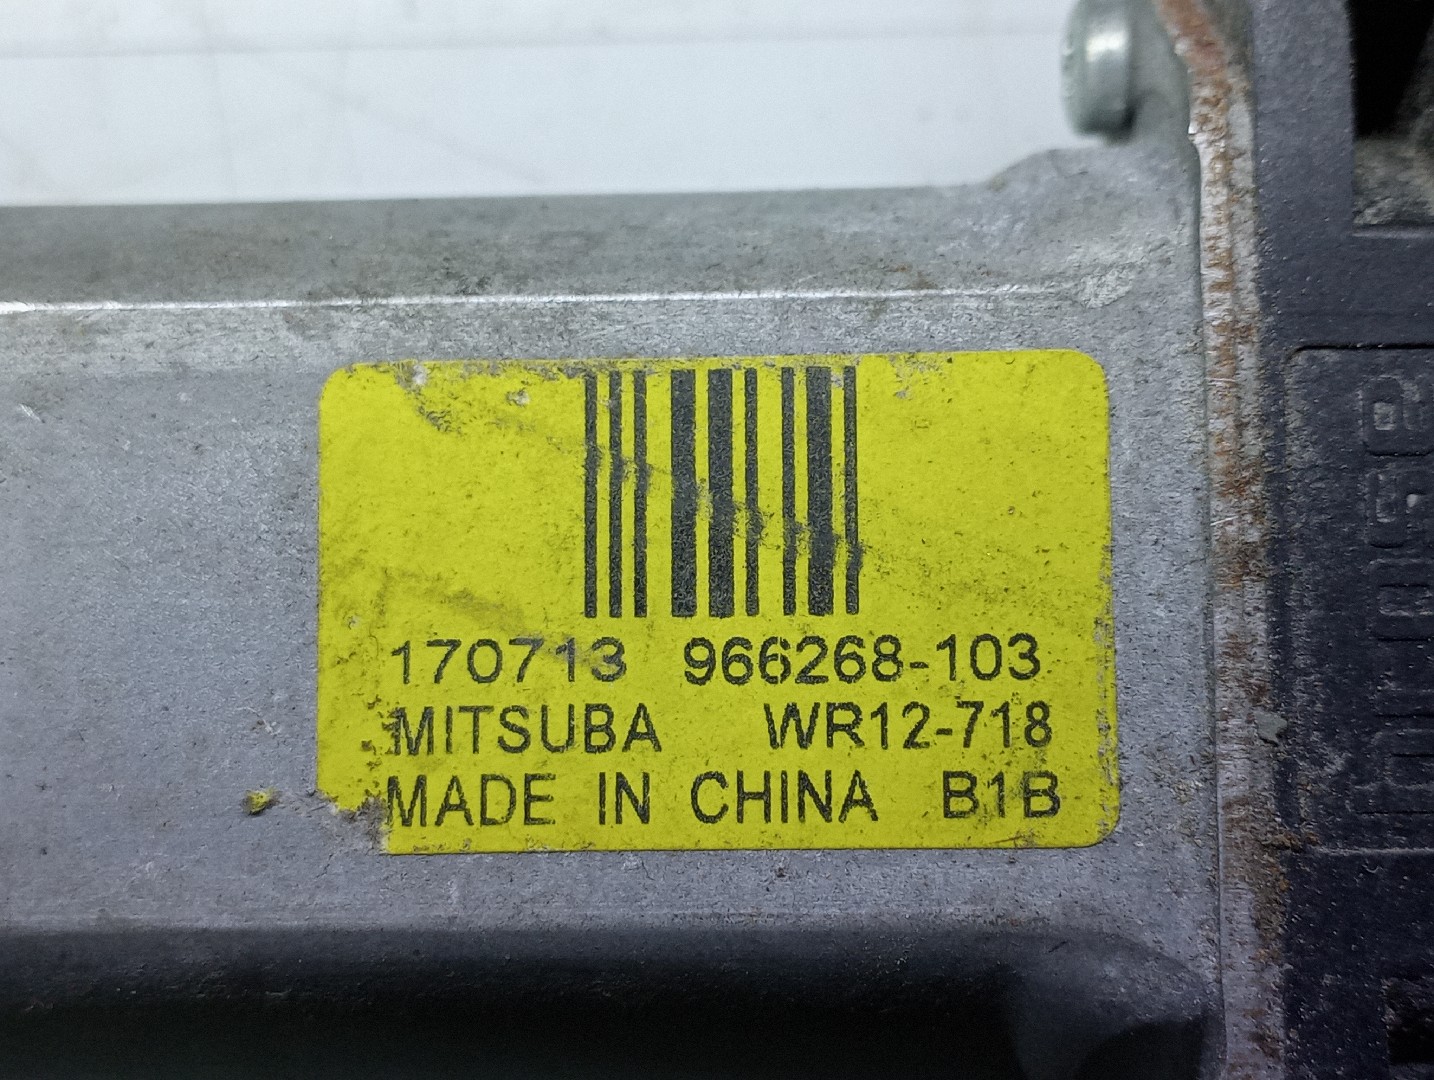 170713 966268-103
MITSUBA WR12-718
MADE IN CHINA B1B